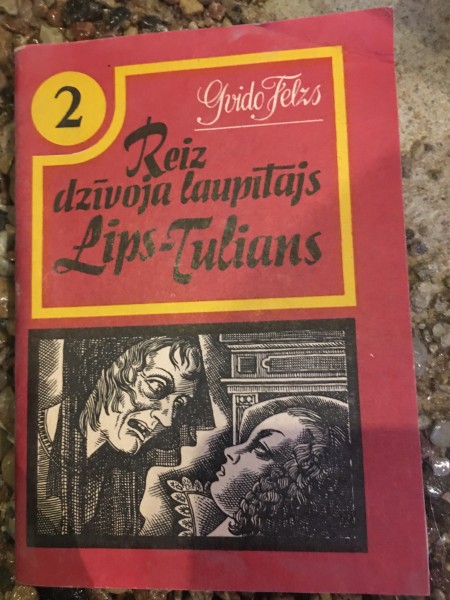 2
Gvido Felzs
Reiz
dzīvoja laupītājs
Lips-Tulians